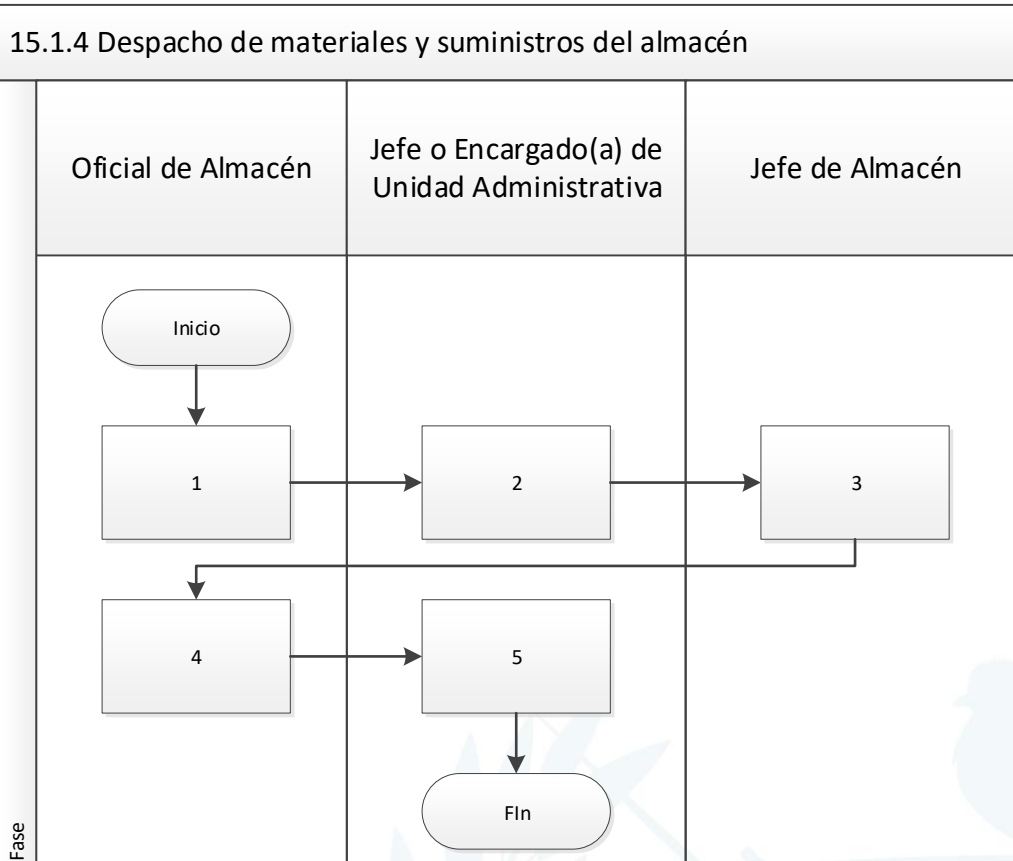 15.1.4 Despacho de materiales y suministros del almacén
Oficial de Almacén
Jefe o Encargado(a) de
Unidad Administrativa
Jefe de Almacén
Inicio
1
2
3
4
5
FIn
Fase